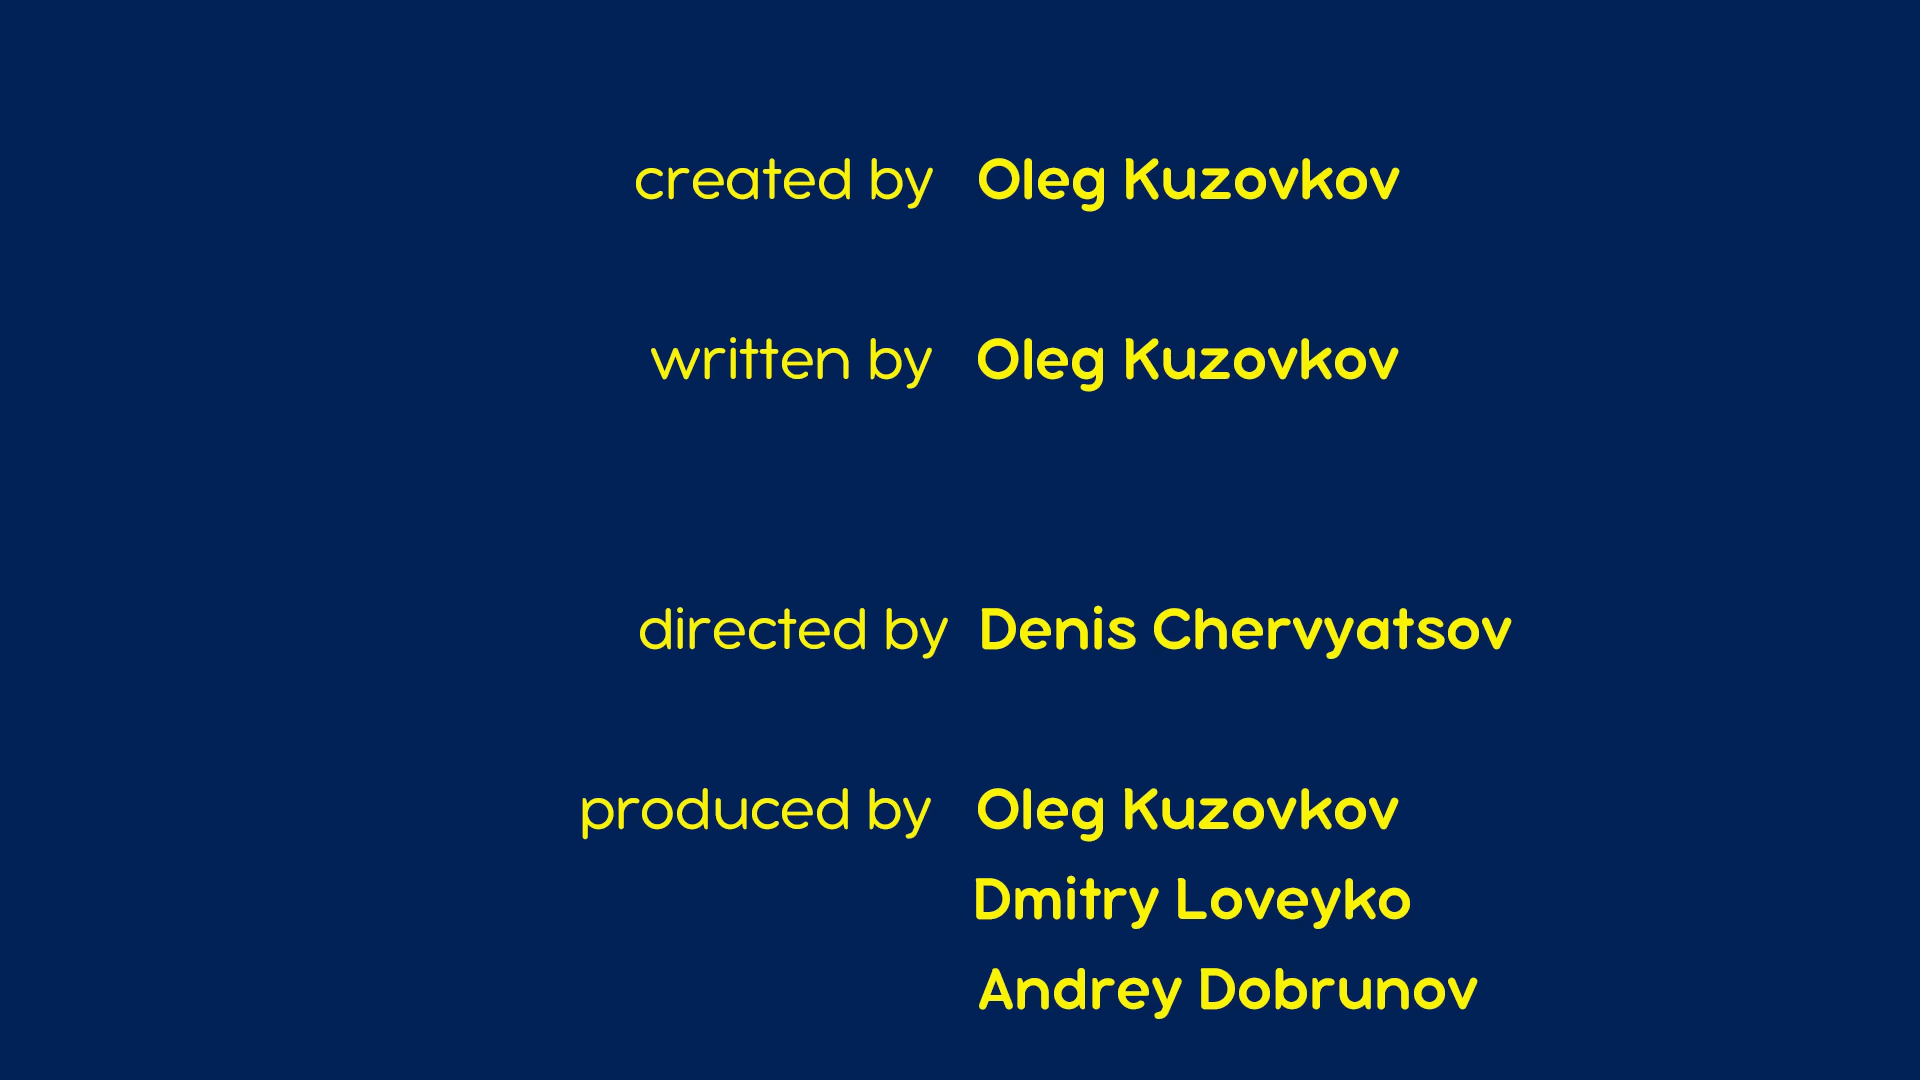 created by Oleg Kuzovkov
written by Oleg Kuzovkov
directed by Denis Chervyatsov
produced by Oleg Kuzovkov
Dmitry Loveyko
Andrey Dobrunov